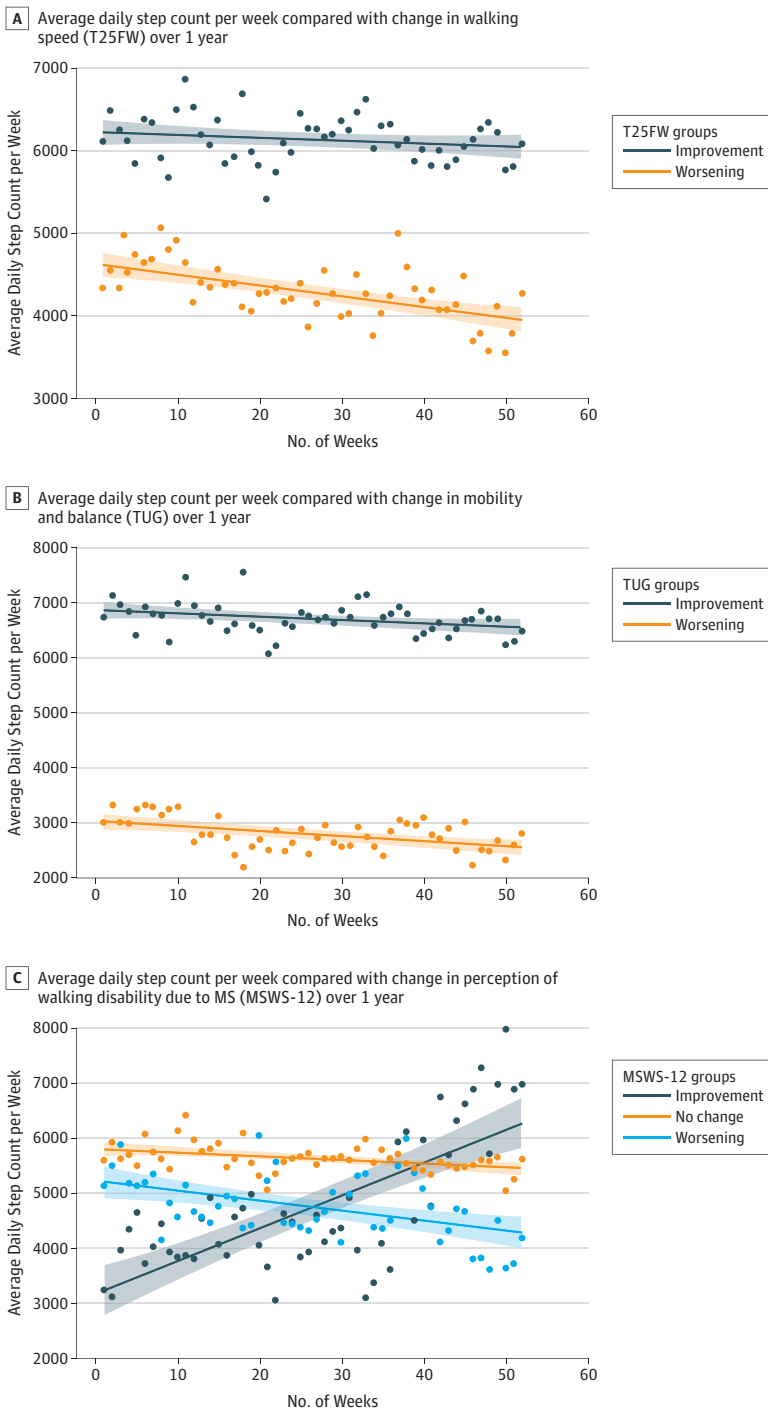 A Average daily step count per week compared with change in walking
speed (T25FW) over 1 year
7000
6000
5000
4000
3000
Average Daily Step Count per Week
0 10 20 30 40 50 60
No. of Weeks
T25FW groups
Improvement
Worsening
B Average daily step count per week compared with change in mobility
and balance (TUG) over 1 year
8000
7000
6000
5000
4000
3000
2000
Average Daily Step Count per Week
0 10 20 30 40 50 60
No. of Weeks
TUG groups
Improvement
Worsening
C Average daily step count per week compared with change in perception of
walking disability due to MS (MSWS-12) over 1 year
8000
7000
6000
5000
4000
3000
2000
Average Daily Step Count per Week
0 10 20 30 40 50 60
No. of Weeks
MSWS-12 groups
Improvement
No change
Worsening